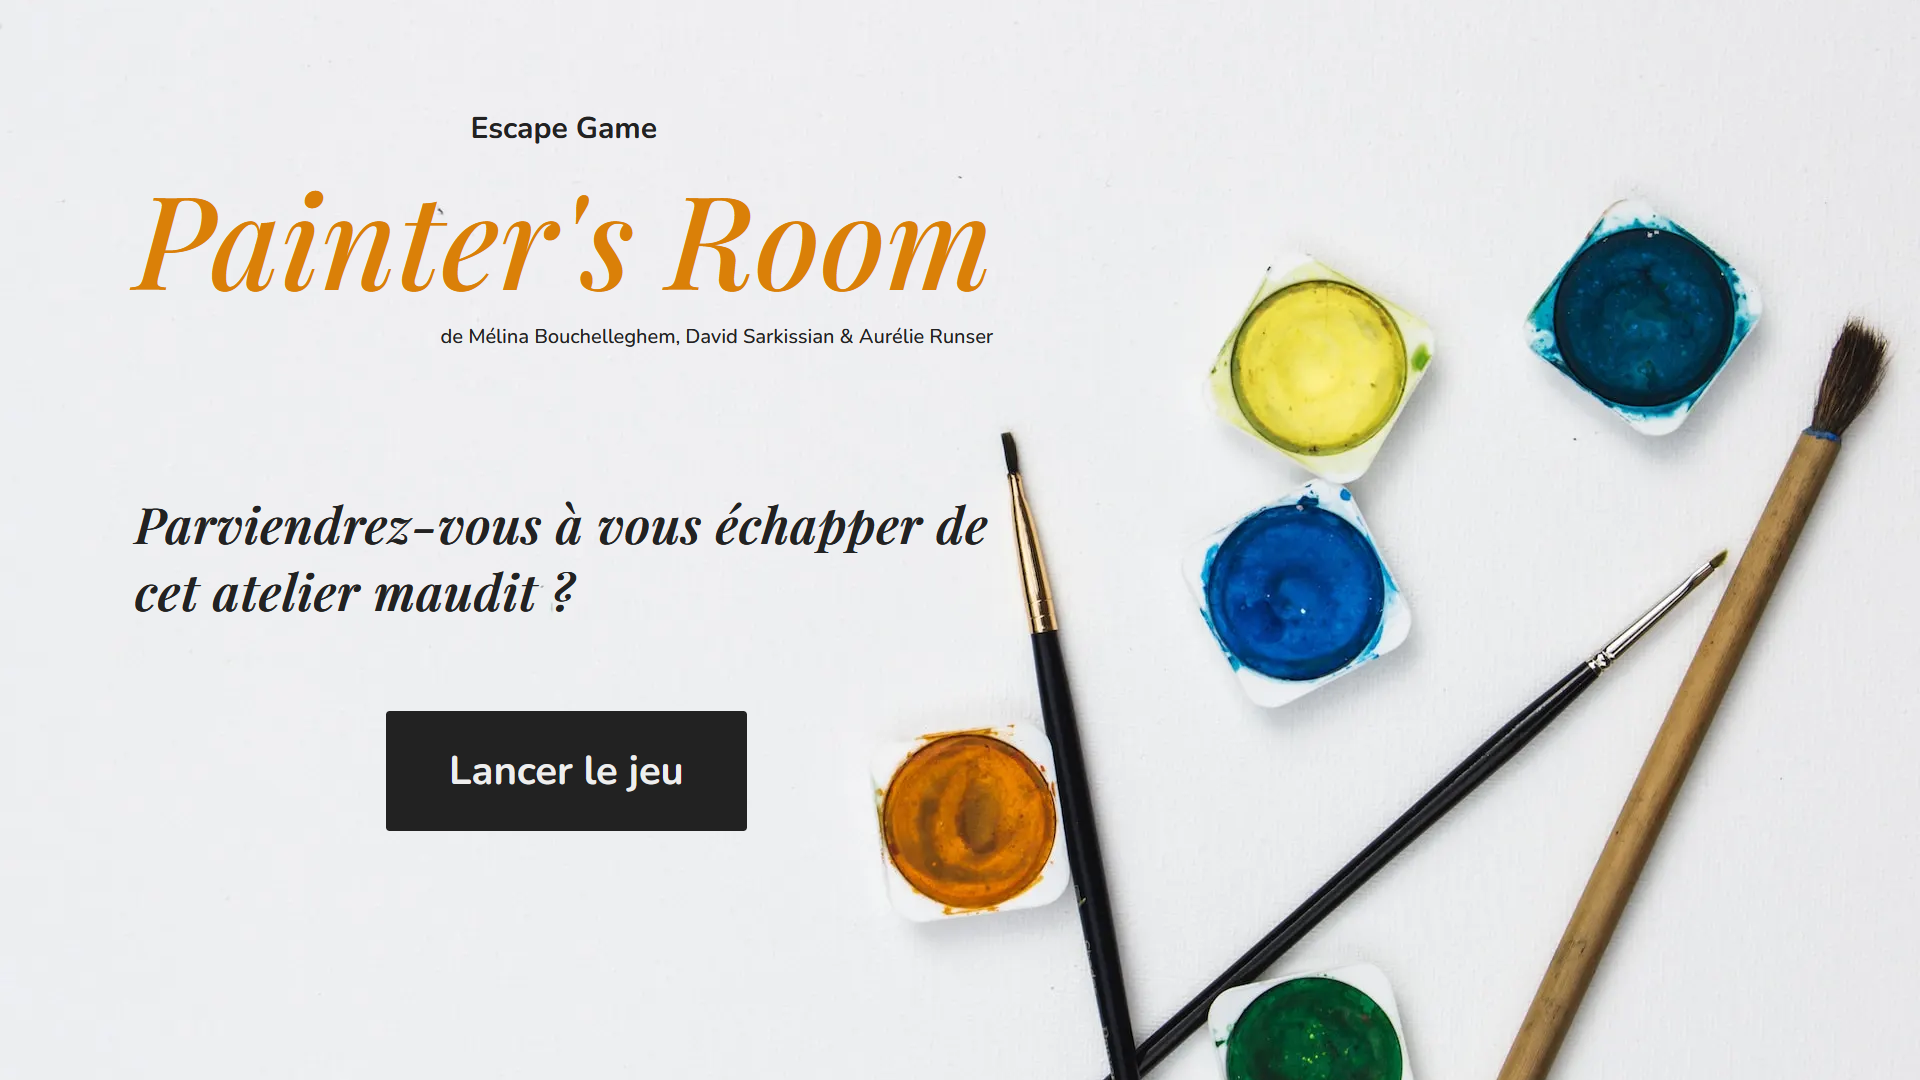 Escape Game
Painter's Room
de Mélina Bouchelleghem, David Sarkissian & Aurélie Runser
Parviendrez-vous à vous échapper de
cet atelier maudit ?
Lancer le jeu